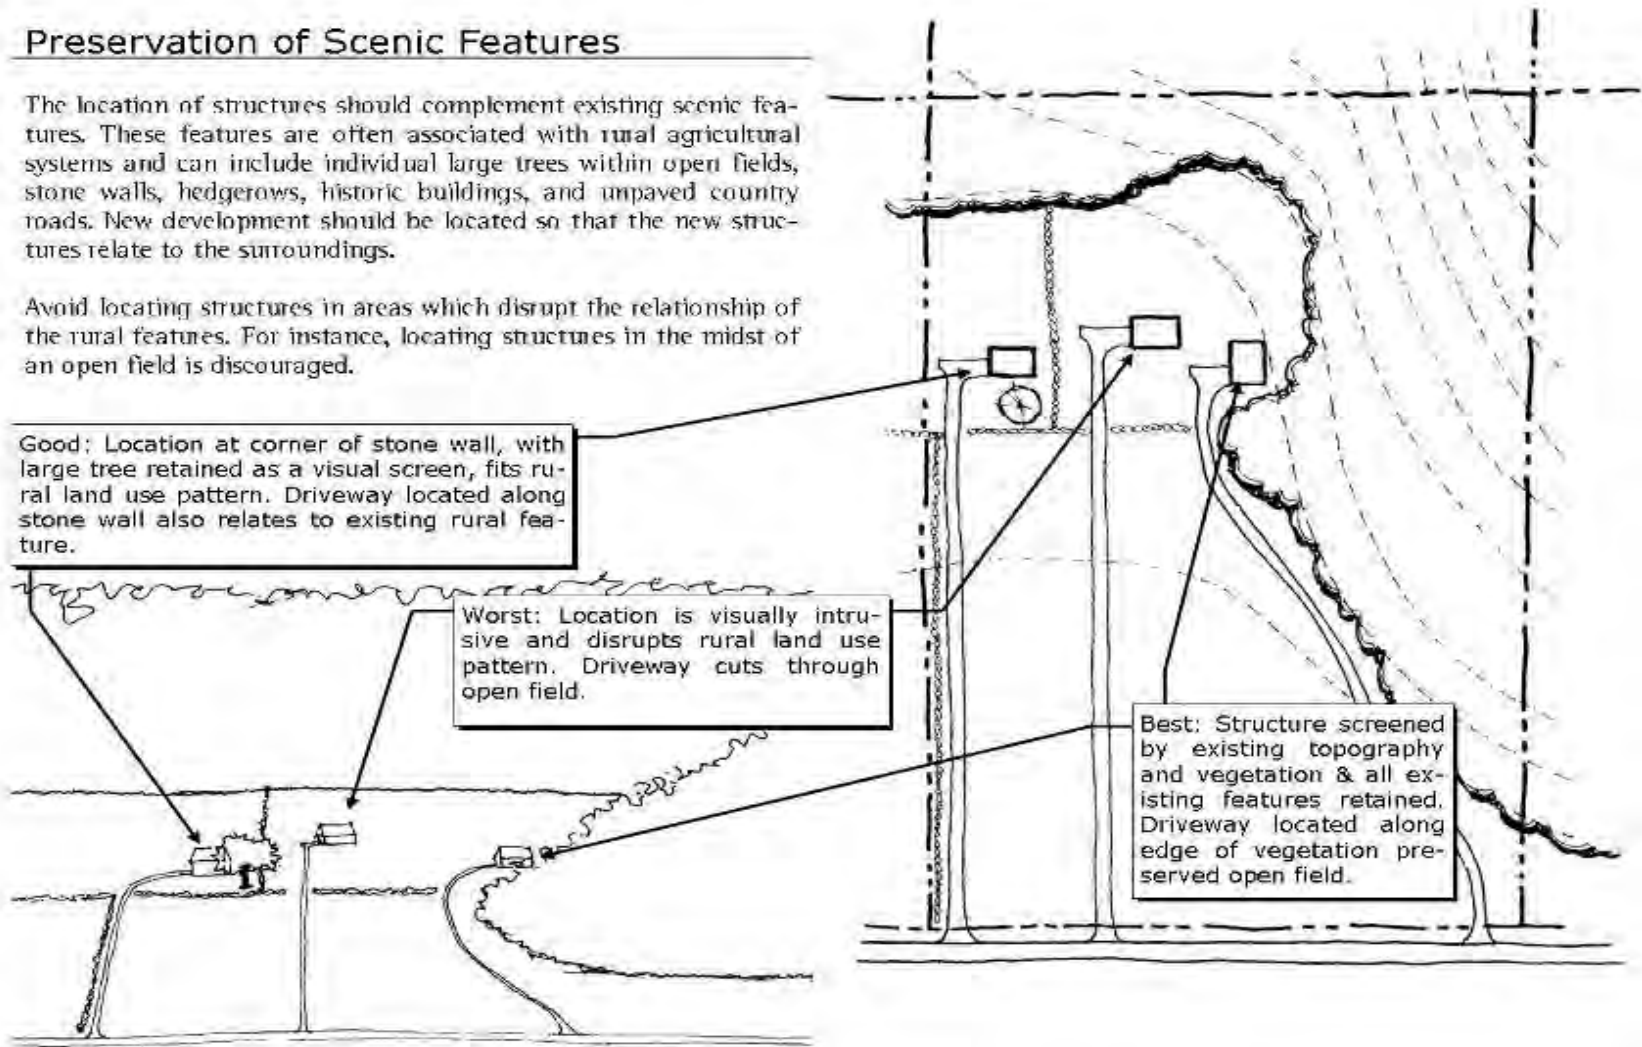 Preservation of Scenic Features
The location of structures should complement existing scenic fea-
tures. These features are often associated with rural agricultural
systems and can include individual large trees within open fields,
stone walls, hedgerows, historic buildings, and unpaved country
roads. New development should be located so that the new struc-
tures relate to the surroundings.
Avoid locating structures in areas which disrupt the relationship of
the rural features. For instance, locating structures in the midst of
an open field is discouraged.
Good: Location at corner of stone wall, with
large tree retained as a visual screen, fits ru-
ral land use pattern. Driveway located along
stone wall also relates to existing rural fea-
ture.
Worst: Location is visually intru-
sive and disrupts rural land use
pattern. Driveway cuts through
open field.
Best: Structure screened
by existing topography
and vegetation & all ex-
isting features retained.
Driveway located along
edge of vegetation pre-
served open field.